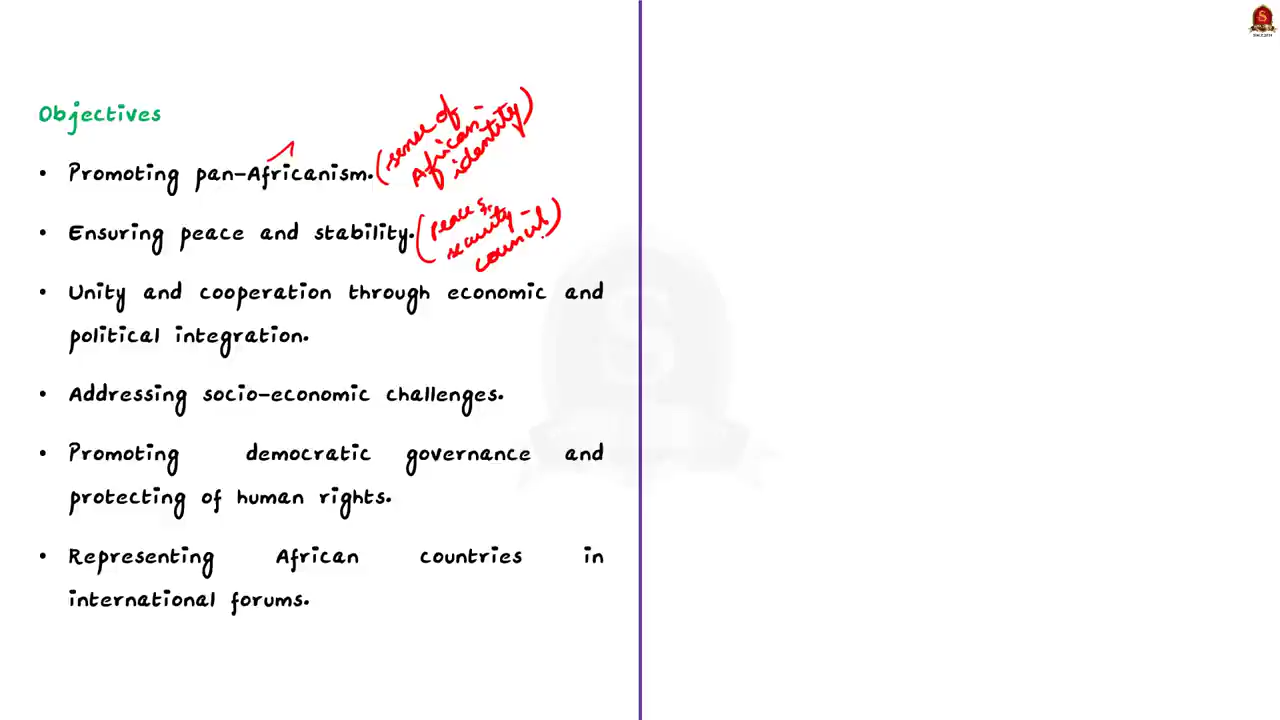 Objectives
• Promoting pan-Africanism. (sense of
African-
identity)
• Ensuring peace and stability. (peace &
security-
council)
• Unity and cooperation through economic and
political integration.
• Addressing socio-economic challenges.
• Promoting democratic governance and
protecting of human rights.
• Representing African countries in
international forums.
S